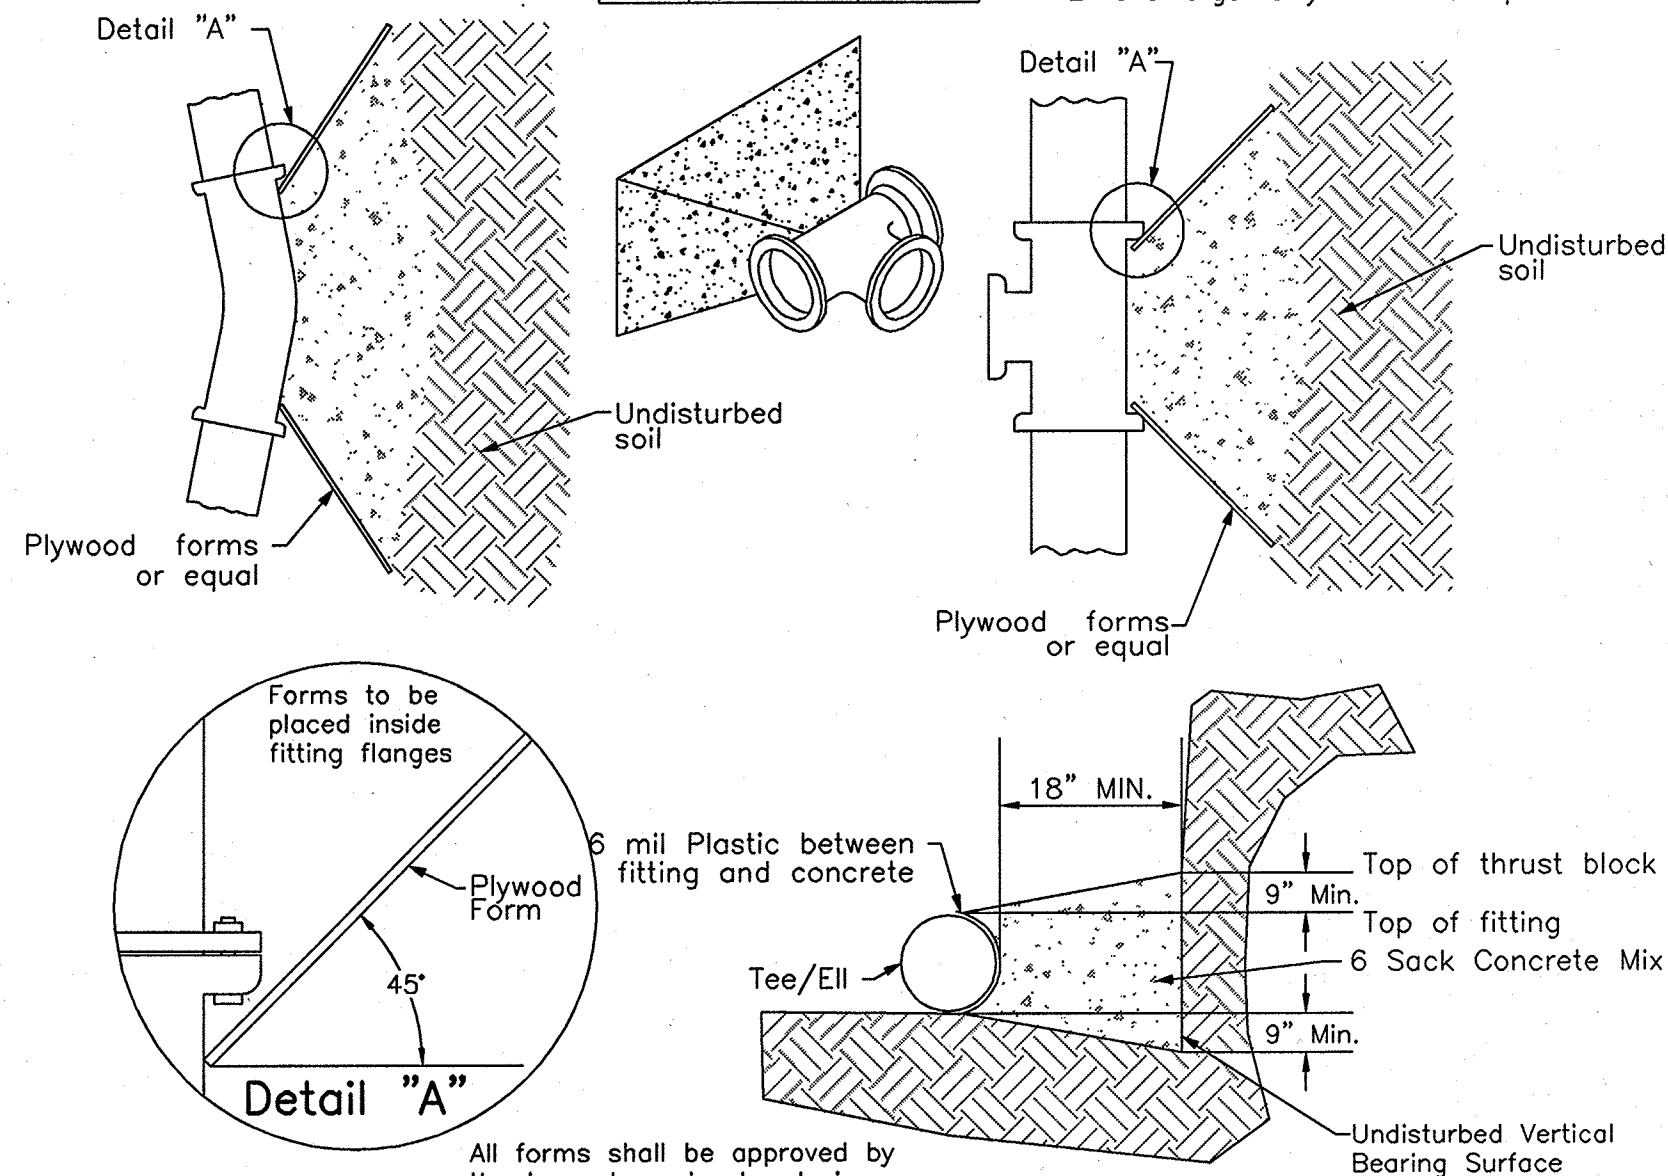 Detail "A"
Detail "A"
Undisturbed
soil
Undisturbed
soil
Plywood forms
or equal
Plywood forms
or equal
Forms to be
placed inside
fitting flanges
Plywood
Form
45°
Detail "A"
18" MIN.
6 mil Plastic between
fitting and concrete
Top of thrust block
9" Min.
Top of fitting
6 Sack Concrete Mix
Tee/Ell
9" Min.
Undisturbed Vertical
Bearing Surface
All forms shall be approved by